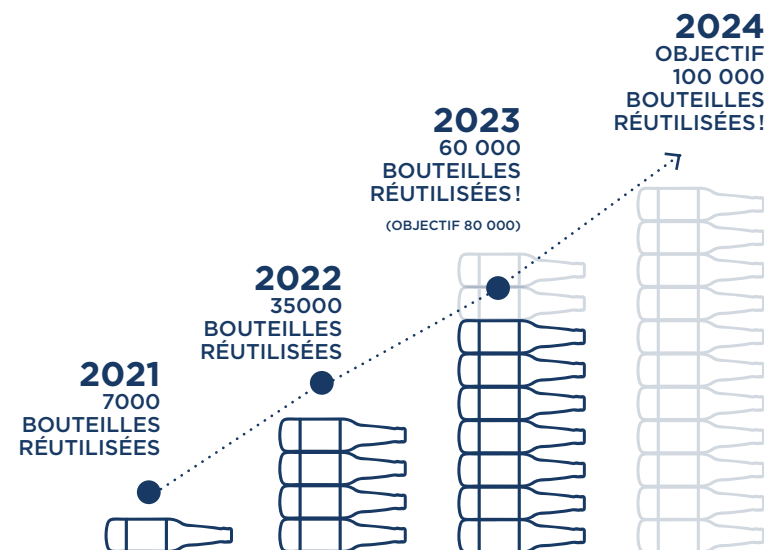 2024
OBJECTIF
100 000
BOUTEILLES
RÉUTILISÉES !
2023
60 000
BOUTEILLES
RÉUTILISÉES !
(OBJECTIF 80 000)
2022
35000
BOUTEILLES
RÉUTILISÉES
2021
7000
BOUTEILLES
RÉUTILISÉES